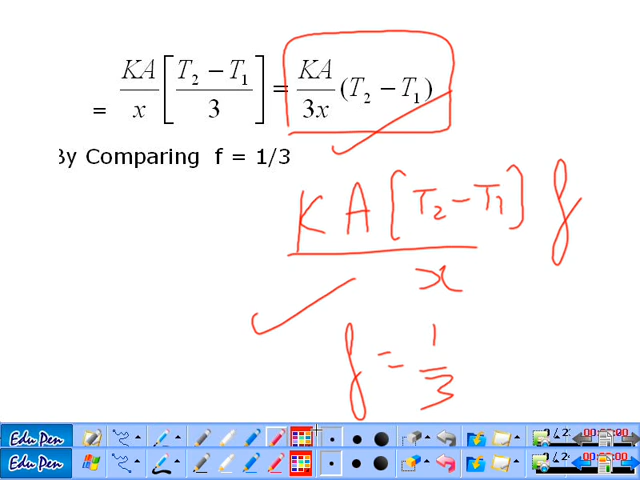 = KA/x [T₂ − T₁/3] = KA/3x (T₂ − T₁)
By Comparing f = 1/3
KA[T₂ − T₁]/x f
f = 1/3
Edu Pen
Edu Pen